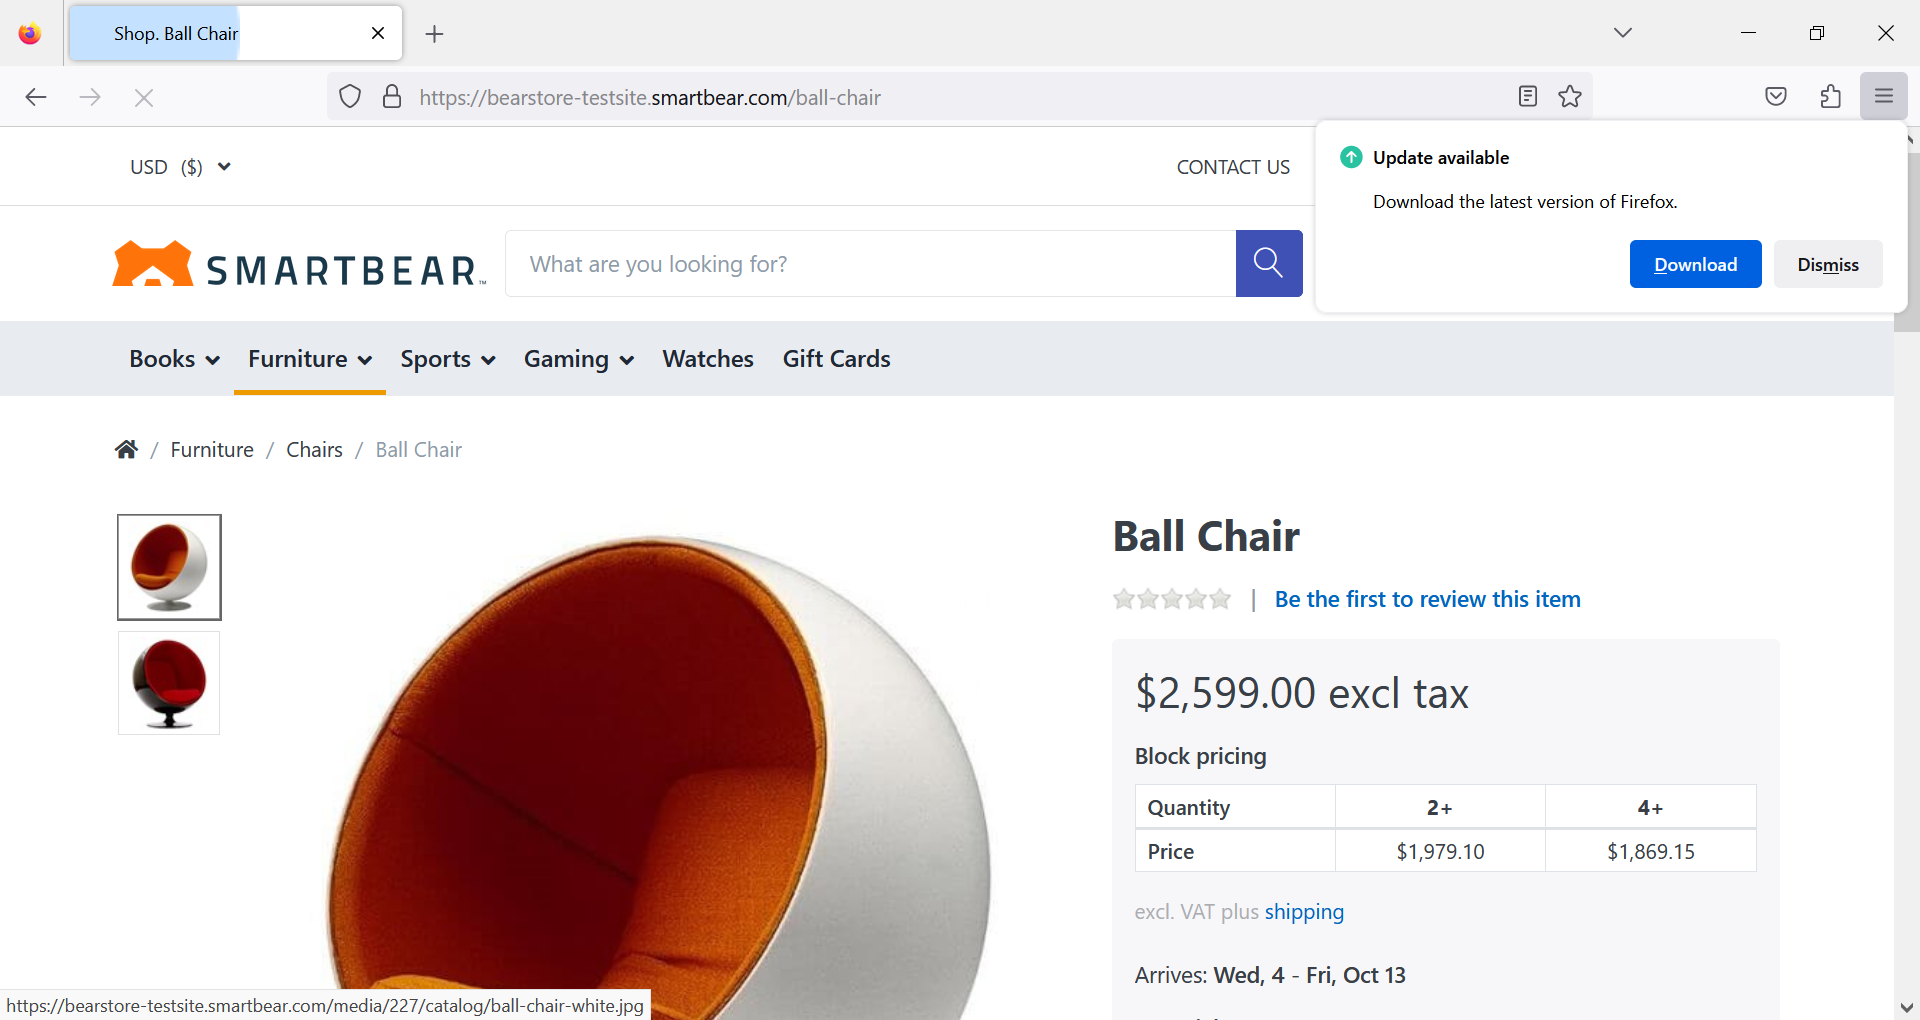 Shop. Ball Chair
https://bearstore-testsite.smartbear.com/ball-chair
Update available
Download the latest version of Firefox.
Download
Dismiss
USD ($)
CONTACT US
SMARTBEAR™
What are you looking for?
Books
Furniture
Sports
Gaming
Watches
Gift Cards
/ Furniture / Chairs / Ball Chair
Ball Chair
| Be the first to review this item
$2,599.00 excl tax
Block pricing
Quantity 2+ 4+
Price $1,979.10 $1,869.15
excl. VAT plus shipping
Arrives: Wed, 4 - Fri, Oct 13
https://bearstore-testsite.smartbear.com/media/227/catalog/ball-chair-white.jpg